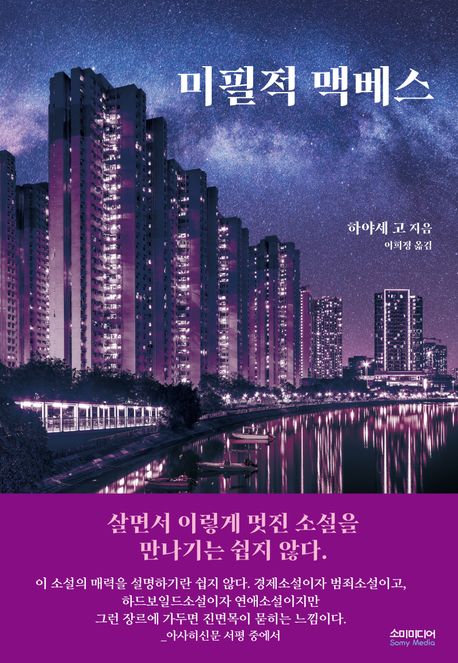 미필적 맥베스
하야세 고 지음
이희정 옮김
살면서 이렇게 멋진 소설을
만나기는 쉽지 않다.
이 소설의 매력을 설명하기란 쉽지 않다. 경제소설이자 범죄소설이고,
하드보일드소설이자 연애소설이지만
그런 장르에 가두면 진면목이 묻히는 느낌이다.
_아사히신문 서평 중에서
소미미디어
Somy Media